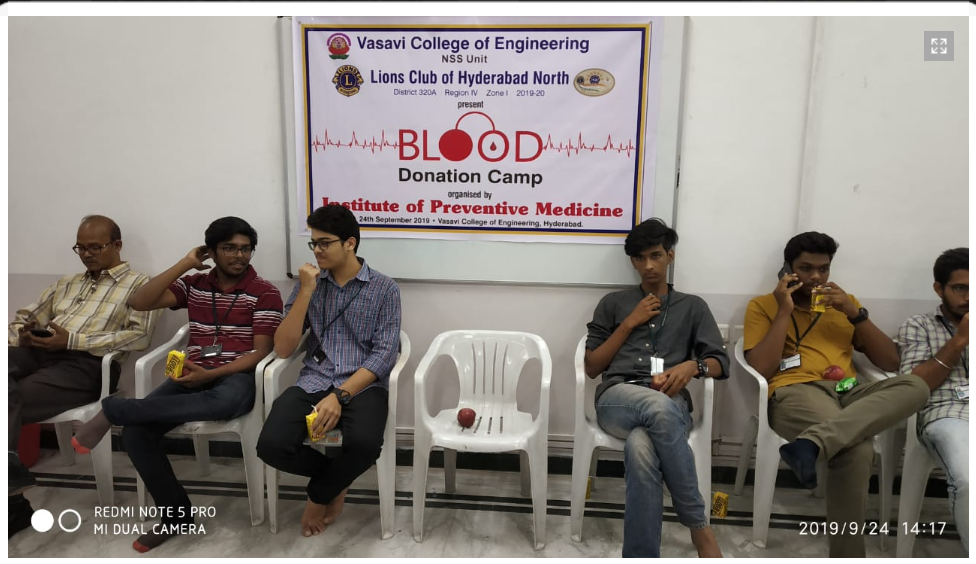 Vasavi College of Engineering
NSS Unit
Lions Club of Hyderabad North
District 320A Region IV Zone I 2019-20
present
BLOOD
Donation Camp
organised by
Institute of Preventive Medicine
24th September 2019 • Vasavi College of Engineering, Hyderabad.
REDMI NOTE 5 PRO
MI DUAL CAMERA
2019/9/24 14:17